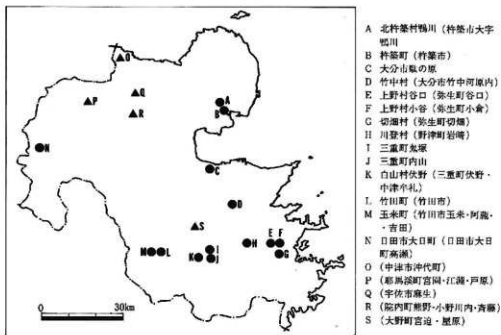 A 北杵築村鴨川（杵築市大字
鴨川）
B 杵築町（杵築市）
C 大分市駄の原
D 竹中村（大分市竹中河原内）
E 上野村谷口（弥生町谷口）
F 上野村小谷（弥生町小倉）
G 切畑村（弥生町切畑）
H 川登村（野津町岩崎）
I 三重町鬼塚
J 三重町内山
K 白山村伏野（三重町伏野・
中津牟礼）
L 竹田町（竹田市）
M 玉来町（竹田市玉来・阿蔵・
吉田）
N 日田市大日町（日田市大日
町高瀬）
O （中津市沖代町）
P （耶馬溪町宮園・江渕・戸原）
Q （宇佐市麻生）
R （院内町熊野・小野川内・斉藤）
S （大野町宮迫・屋原）
O
P
Q
R
A
B
N
C
D
S
E F
H
G
I
J
K
M L
0 30km